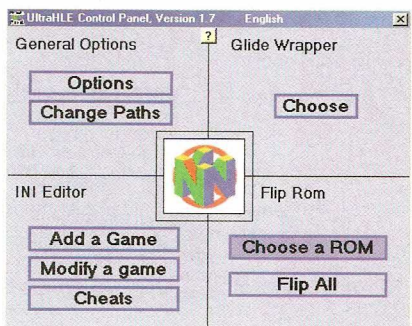 UltraHLE Control Panel, Version 1.7 English
?
General Options
Options
Change Paths
Glide Wrapper
Choose
INI Editor
Add a Game
Modify a game
Cheats
Flip Rom
Choose a ROM
Flip All